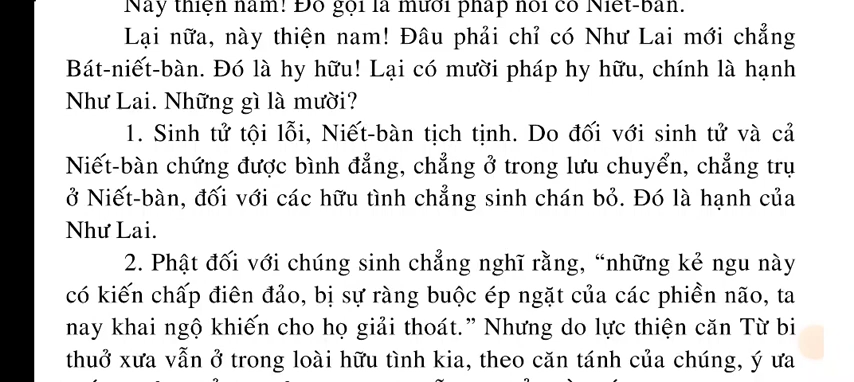 Này thiện nam! Đó gọi là mười pháp nói có Niết-bàn.
Lại nữa, này thiện nam! Đâu phải chỉ có Như Lai mới chẳng
Bát-niết-bàn. Đó là hy hữu! Lại có mười pháp hy hữu, chính là hạnh
Như Lai. Những gì là mười?
1. Sinh tử tội lỗi, Niết-bàn tịch tịnh. Do đối với sinh tử và cả
Niết-bàn chứng được bình đẳng, chẳng ở trong lưu chuyển, chẳng trụ
ở Niết-bàn, đối với các hữu tình chẳng sinh chán bỏ. Đó là hạnh của
Như Lai.
2. Phật đối với chúng sinh chẳng nghĩ rằng, “những kẻ ngu này
có kiến chấp điên đảo, bị sự ràng buộc ép ngặt của các phiền não, ta
nay khai ngộ khiến cho họ giải thoát.” Nhưng do lực thiện căn Từ bi
thuở xưa vẫn ở trong loài hữu tình kia, theo căn tánh của chúng, ý ưa